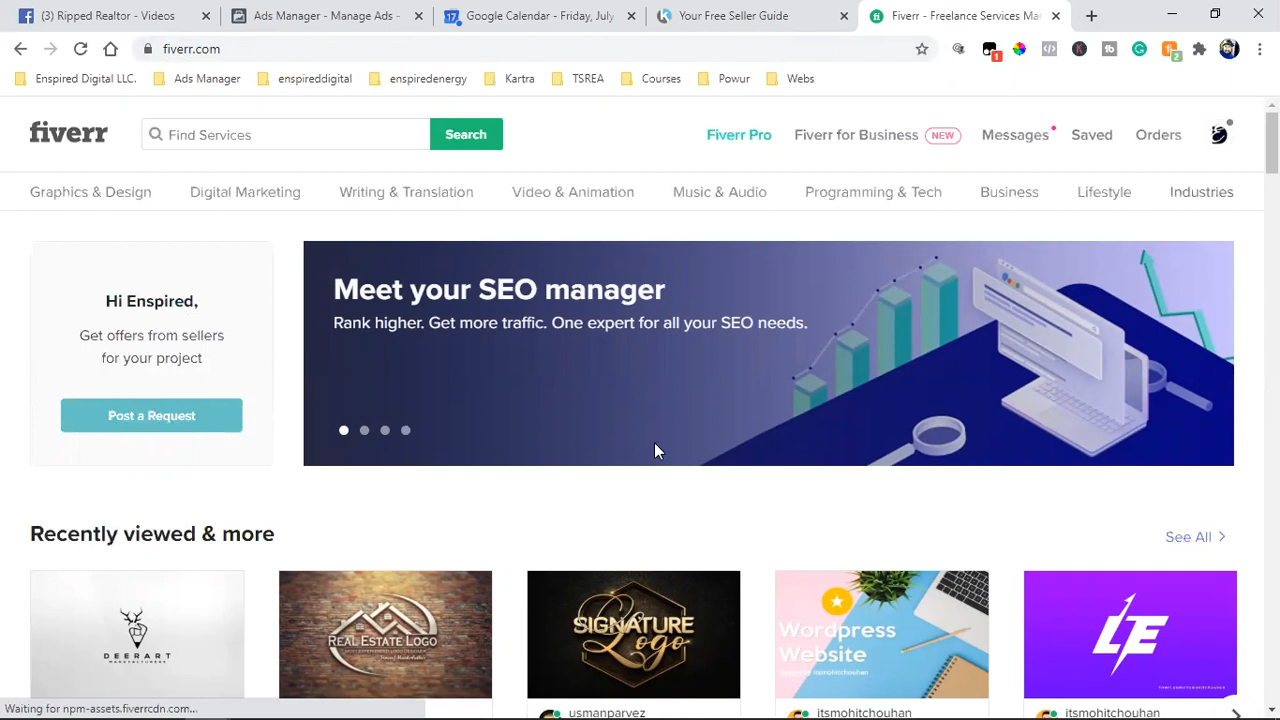 (3) Ripped Realtor - Videos
Ads Manager - Manage Ads -
17
Google Calendar - Friday, July
Your Free Seller Guide
Fiverr - Freelance Services Mar
fiverr.com
1
2
Enspired Digital LLC.
Ads Manager
enspireddigital
enspiredenergy
Kartra
TSREA
Courses
Powur
Webs
fiverr
Find Services
Search
Fiverr Pro
Fiverr for Business
NEW
Messages
Saved
Orders
Graphics & Design
Digital Marketing
Writing & Translation
Video & Animation
Music & Audio
Programming & Tech
Business
Lifestyle
Industries
Hi Enspired,
Get offers from sellers
for your project
Post a Request
Meet your SEO manager
Rank higher. Get more traffic. One expert for all your SEO needs.
Recently viewed & more
See All
DEERART
REAL ESTATE LOGO
SIGNATURE
Logo
Wordpress
Website
LE
usmanparvez
itsmohitchouhan
itsmohitchouhan
Waiting for npm-assets.fiverrcdn.com...